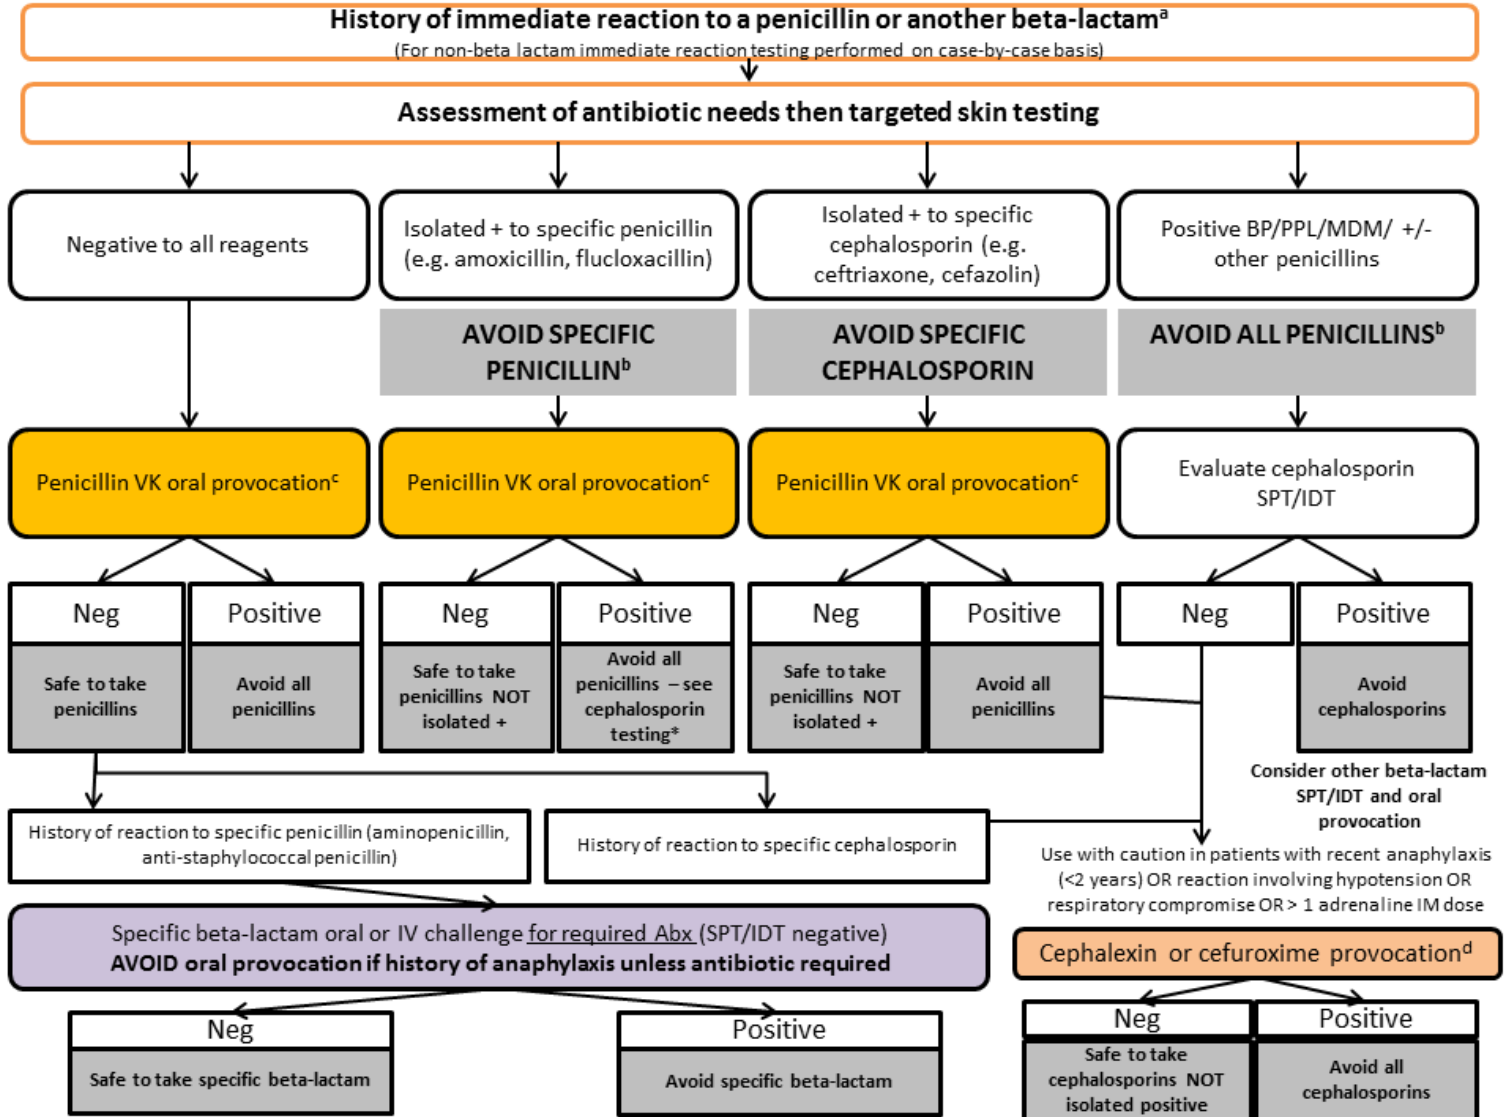 History of immediate reaction to a penicillin or another beta-lactamᵃ
(For non-beta lactam immediate reaction testing performed on case-by-case basis)
Assessment of antibiotic needs then targeted skin testing
Negative to all reagents
Isolated + to specific penicillin
(e.g. amoxicillin, flucloxacillin)
Isolated + to specific
cephalosporin (e.g.
ceftriaxone, cefazolin)
Positive BP/PPL/MDM/ +/-
other penicillins
AVOID SPECIFIC
PENICILLINᵇ
AVOID SPECIFIC
CEPHALOSPORIN
AVOID ALL PENICILLINSᵇ
Penicillin VK oral provocationᶜ
Penicillin VK oral provocationᶜ
Penicillin VK oral provocationᶜ
Evaluate cephalosporin
SPT/IDT
Neg
Positive
Neg
Positive
Neg
Positive
Neg
Positive
Safe to take
penicillins
Avoid all
penicillins
Safe to take
penicillins NOT
isolated +
Avoid all
penicillins – see
cephalosporin
testing*
Safe to take
penicillins NOT
isolated +
Avoid all
penicillins
Avoid
cephalosporins
Consider other beta-lactam
SPT/IDT and oral
provocation
History of reaction to specific penicillin (aminopenicillin,
anti-staphylococcal penicillin)
History of reaction to specific cephalosporin
Use with caution in patients with recent anaphylaxis
(<2 years) OR reaction involving hypotension OR
respiratory compromise OR > 1 adrenaline IM dose
Specific beta-lactam oral or IV challenge for required Abx (SPT/IDT negative)
AVOID oral provocation if history of anaphylaxis unless antibiotic required
Cephalexin or cefuroxime provocationᵈ
Neg
Positive
Safe to take specific beta-lactam
Avoid specific beta-lactam
Neg
Positive
Safe to take
cephalosporins NOT
isolated positive
Avoid all
cephalosporins